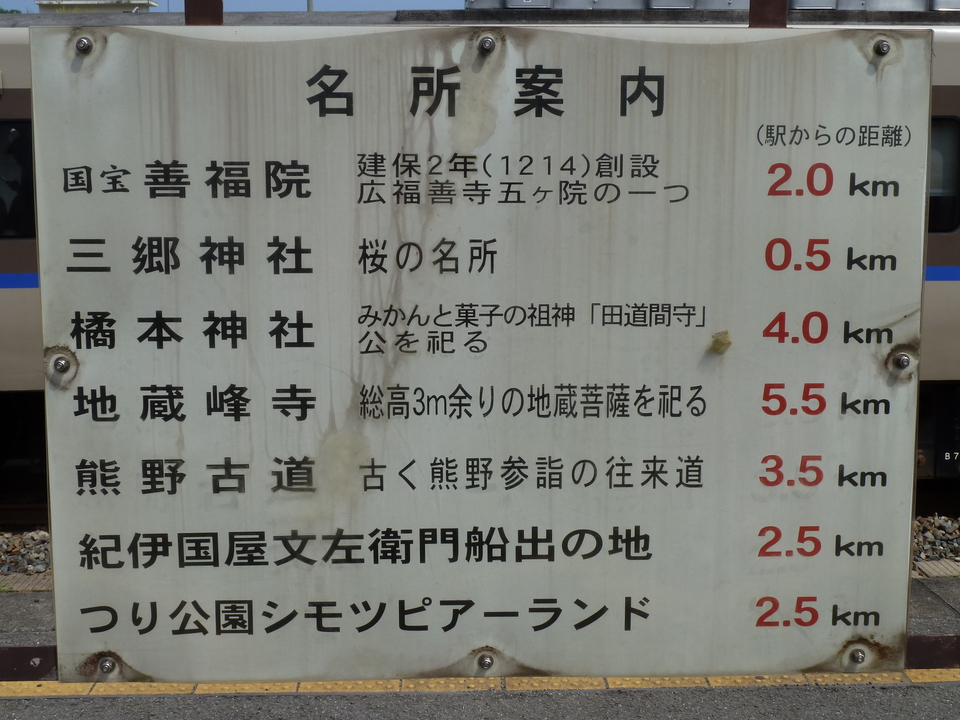 名所案内
(駅からの距離)
国宝 善福院 建保2年(1214)創設 2.0 km
広福善寺五ヶ院の一つ
三郷神社 桜の名所 0.5 km
橘本神社 みかんと菓子の祖神「田道間守」 4.0 km
公を祀る
地蔵峰寺 総高3m余りの地蔵菩薩を祀る 5.5 km
熊野古道 古く熊野参詣の往来道 3.5 km
紀伊国屋文左衛門船出の地 2.5 km
つり公園シモツピアーランド 2.5 km
B 7